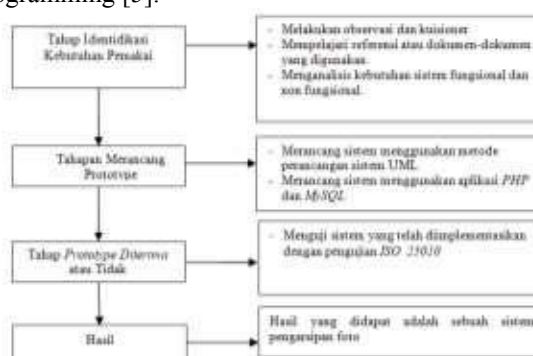 ogramming [5].
Tahap Identidikasi
Kebutuhan Pemakai
- Melakukan observasi dan kuisioner
- Mempelajari referensi atau dokumen-dokumen
yang digunakan.
- Menganalisis kebutuhan sistem fungsional dan
non fungsional.
Tahapan Merancang
Prototype
- Merancang sistem menggunakan metode
perancangan sistem UML
- Merancang sistem menggunakan aplikasi PHP
dan MySQL
Tahap Prototype Diterima
atau Tidak
- Menguji sistem yang telah diimplementasikan
dengan pengujian ISO 25010
Hasil
Hasil yang didapat adalah sebuah sistem
pengarsipan foto